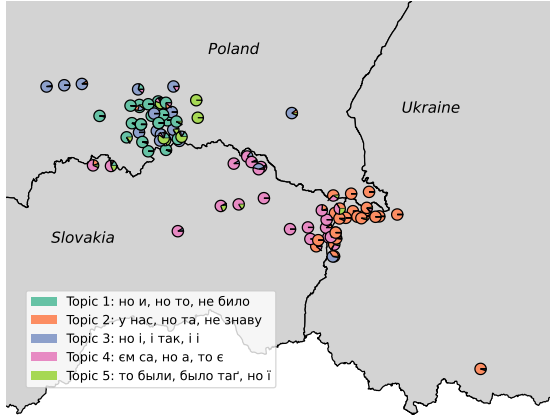 Poland
Ukraine
Slovakia
Topic 1: но и, но то, не било
Topic 2: у нас, но та, не знаву
Topic 3: но і, і так, і і
Topic 4: єм са, но а, то є
Topic 5: то были, было таґ, но ї